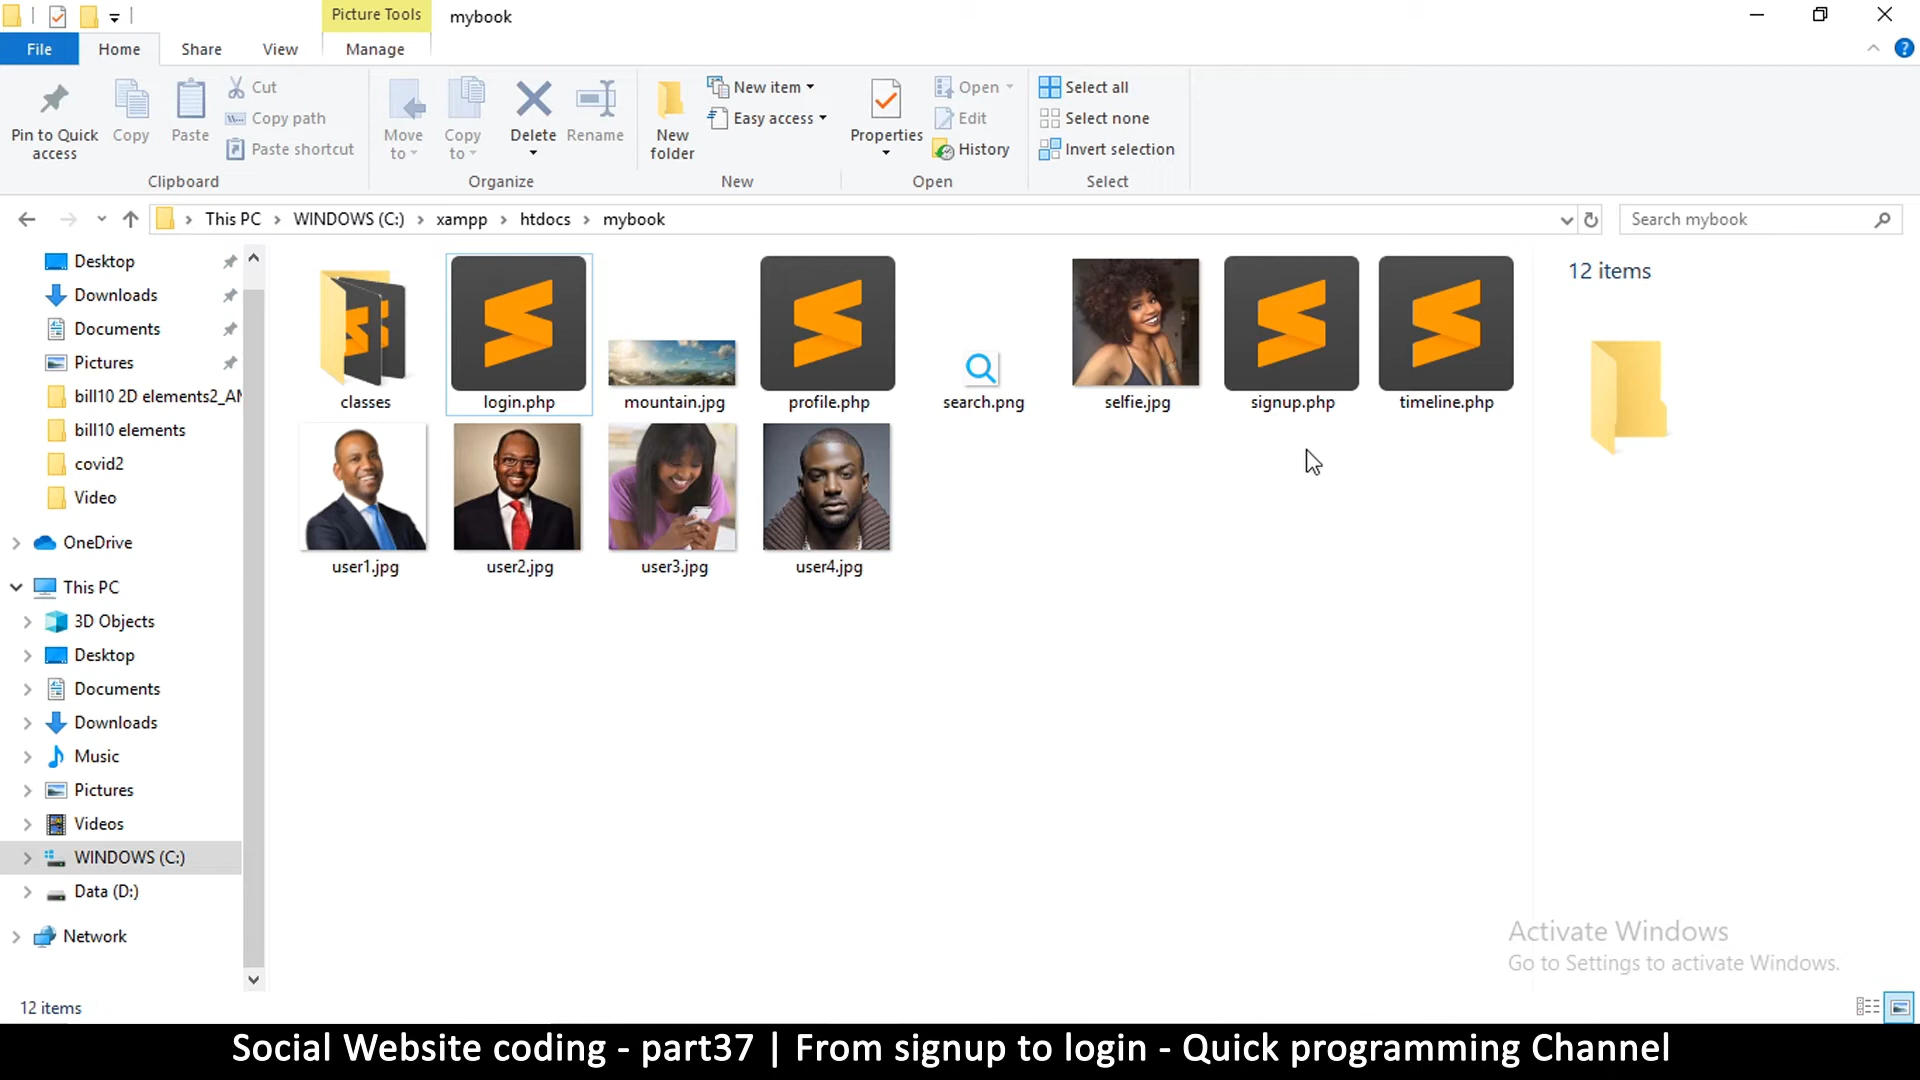 Picture Tools
mybook
File
Home
Share
View
Manage
Pin to Quick access
Copy
Paste
Cut
Copy path
Paste shortcut
Clipboard
Move to
Copy to
Delete
Rename
Organize
New folder
New item
Easy access
New
Properties
Open
Edit
History
Open
Select all
Select none
Invert selection
Select
This PC > WINDOWS (C:) > xampp > htdocs > mybook
Search mybook
Desktop
Downloads
Documents
Pictures
bill10 2D elements2_AM
bill10 elements
covid2
Video
OneDrive
This PC
3D Objects
Desktop
Documents
Downloads
Music
Pictures
Videos
WINDOWS (C:)
Data (D:)
Network
classes
login.php
mountain.jpg
profile.php
search.png
selfie.jpg
signup.php
timeline.php
user1.jpg
user2.jpg
user3.jpg
user4.jpg
12 items
Activate Windows
Go to Settings to activate Windows.
12 items
Social Website coding - part37 | From signup to login - Quick programming Channel